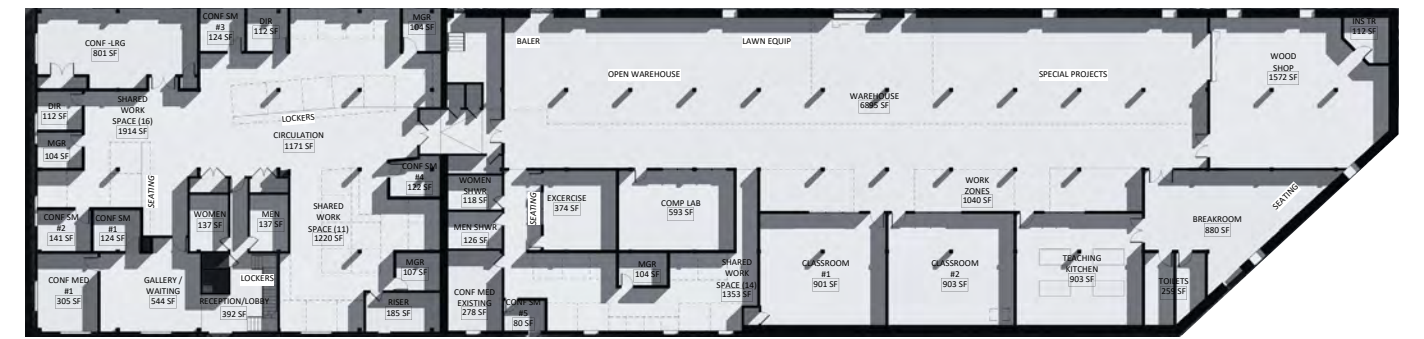 CONF -LRG
801 SF
CONF SM
#3
124 SF
DIR
112 SF
MGR
104 SF
BALER
LAWN EQUIP
OPEN WAREHOUSE
SPECIAL PROJECTS
WAREHOUSE
6895 SF
WOOD
SHOP
1572 SF
INSTR
112 SF
DIR
112 SF
MGR
104 SF
SHARED
WORK
SPACE (16)
1914 SF
LOCKERS
CIRCULATION
1171 SF
CONF SM
#4
122 SF
SEATING
CONF SM
#2
141 SF
CONF SM
#1
124 SF
WOMEN
137 SF
MEN
137 SF
SHARED
WORK
SPACE (11)
1220 SF
WOMEN
SHWR
118 SF
MEN SHWR
126 SF
SEATING
EXCERCISE
374 SF
COMP LAB
593 SF
WORK
ZONES
1040 SF
BREAKROOM
880 SF
SEATING
CONF MED
#1
305 SF
GALLERY /
WAITING
544 SF
LOCKERS
RECEPTION/LOBBY
392 SF
MGR
107 SF
RISER
185 SF
CONF MED
EXISTING
278 SF
CONF SM
#5
80 SF
MGR
104 SF
SHARED
WORK
SPACE (14)
1353 SF
CLASSROOM
#1
901 SF
CLASSROOM
#2
903 SF
TEACHING
KITCHEN
903 SF
TOILETS
259 SF